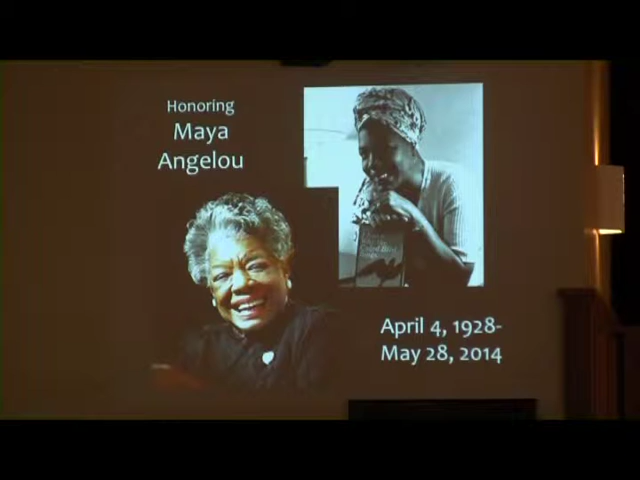 Honoring
Maya
Angelou
April 4, 1928-
May 28, 2014